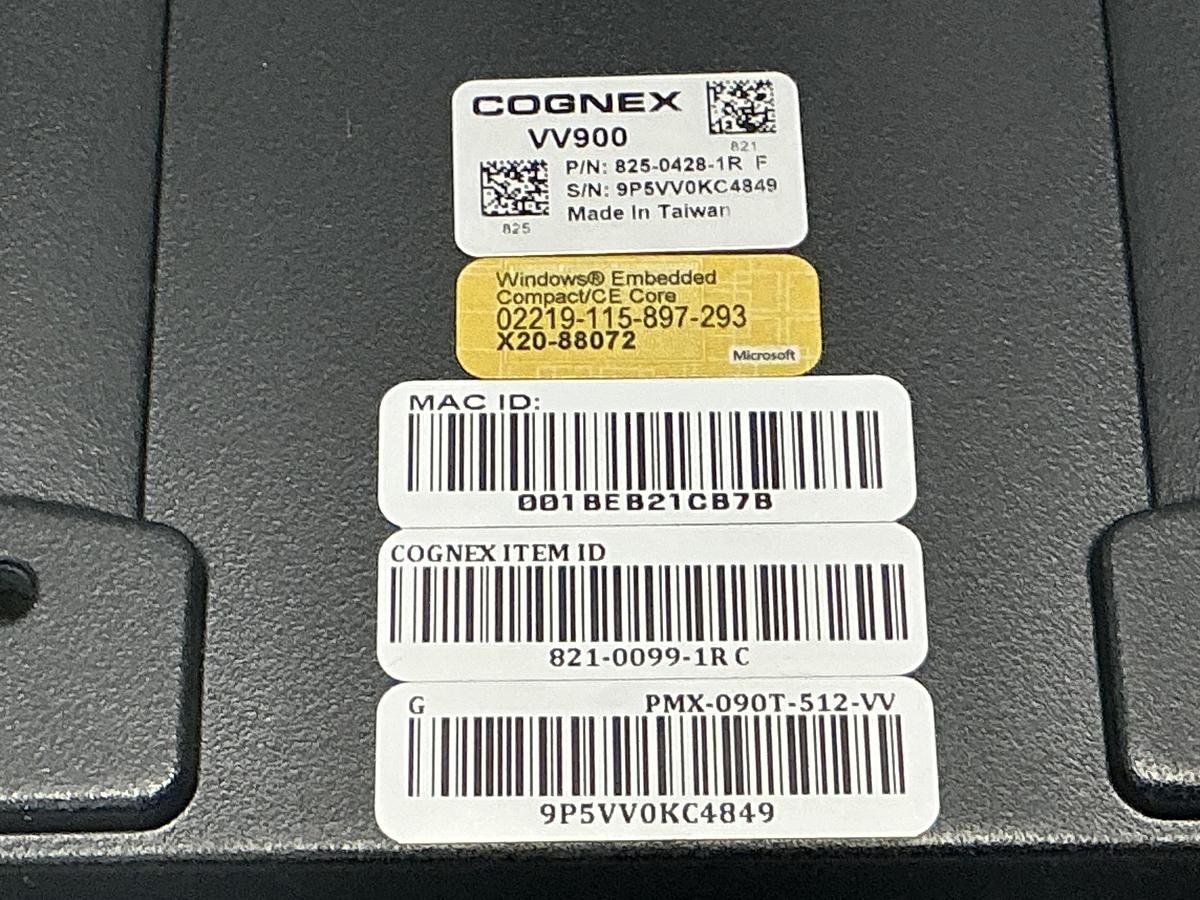 COGNEX
VV900
821
P/N: 825-0428-1R F
S/N: 9P5VV0KC4849
Made In Taiwan
825
Windows® Embedded
Compact/CE Core
02219-115-897-293
X20-88072
Microsoft
MAC ID:
001BEB21CB7B
COGNEX ITEM ID
821-0099-1R C
G PMX-090T-512-VV
9P5VV0KC4849